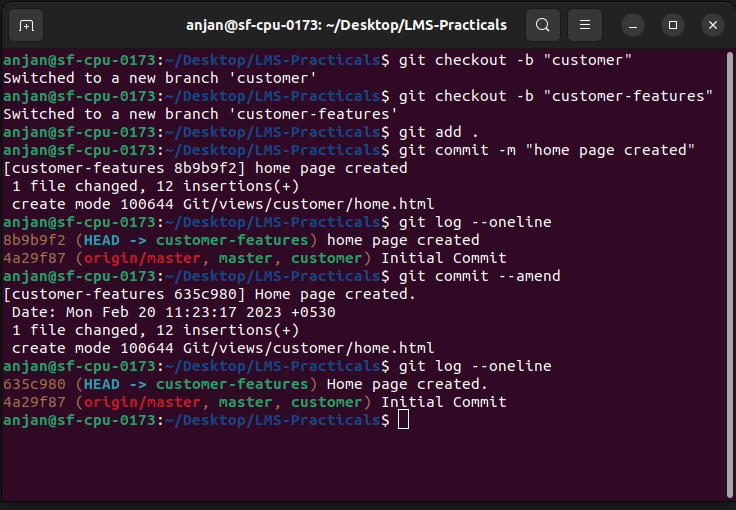 anjan@sf-cpu-0173: ~/Desktop/LMS-Practicals
anjan@sf-cpu-0173:~/Desktop/LMS-Practicals$ git checkout -b "customer"
Switched to a new branch 'customer'
anjan@sf-cpu-0173:~/Desktop/LMS-Practicals$ git checkout -b "customer-features"
Switched to a new branch 'customer-features'
anjan@sf-cpu-0173:~/Desktop/LMS-Practicals$ git add .
anjan@sf-cpu-0173:~/Desktop/LMS-Practicals$ git commit -m "home page created"
[customer-features 8b9b9f2] home page created
 1 file changed, 12 insertions(+)
 create mode 100644 Git/views/customer/home.html
anjan@sf-cpu-0173:~/Desktop/LMS-Practicals$ git log --oneline
8b9b9f2 (HEAD -> customer-features) home page created
4a29f87 (origin/master, master, customer) Initial Commit
anjan@sf-cpu-0173:~/Desktop/LMS-Practicals$ git commit --amend
[customer-features 635c980] Home page created.
 Date: Mon Feb 20 11:23:17 2023 +0530
 1 file changed, 12 insertions(+)
 create mode 100644 Git/views/customer/home.html
anjan@sf-cpu-0173:~/Desktop/LMS-Practicals$ git log --oneline
635c980 (HEAD -> customer-features) Home page created.
4a29f87 (origin/master, master, customer) Initial Commit
anjan@sf-cpu-0173:~/Desktop/LMS-Practicals$